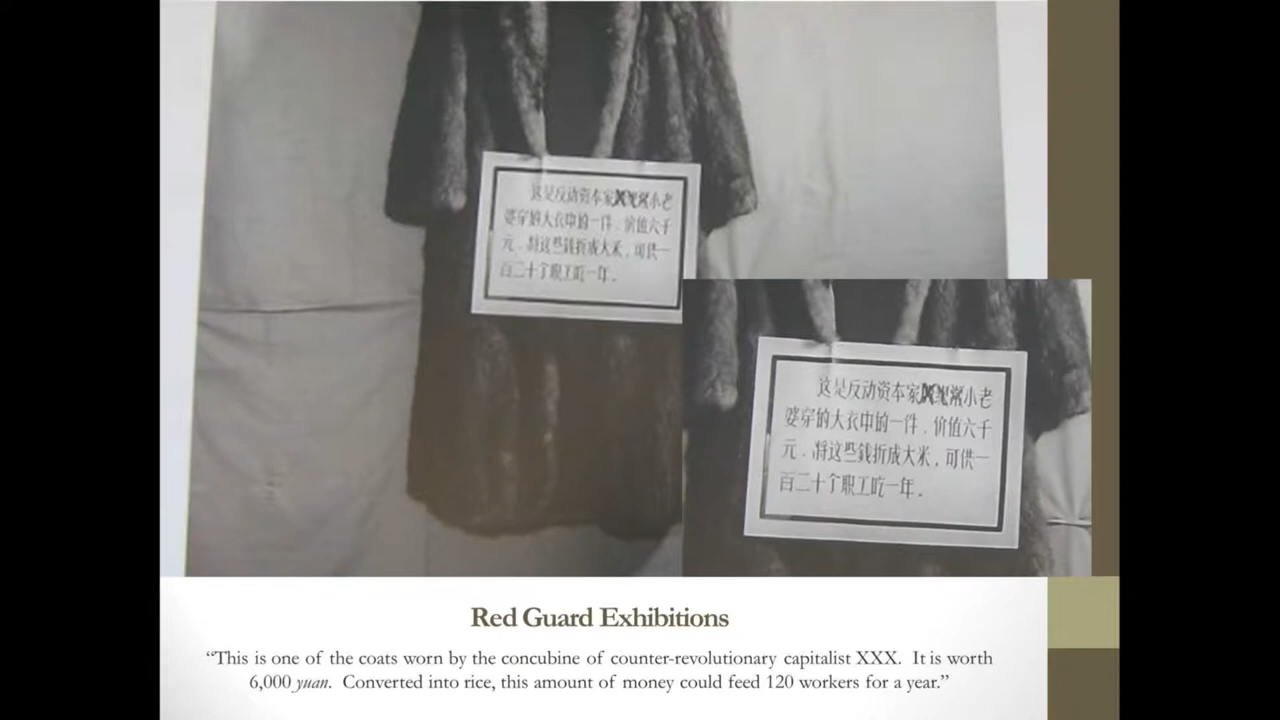 这是反动资本家小老
婆穿的大衣中的一件，价值六千
元．将这些錢折成大米，可供一
百二十个职工吃一年。
这是反动资本家小老
婆穿的大衣中的一件，价值六千
元．将这些錢折成大米，可供一
百二十个职工吃一年。
Red Guard Exhibitions
“This is one of the coats worn by the concubine of counter-revolutionary capitalist XXX. It is worth
6,000 yuan. Converted into rice, this amount of money could feed 120 workers for a year.”